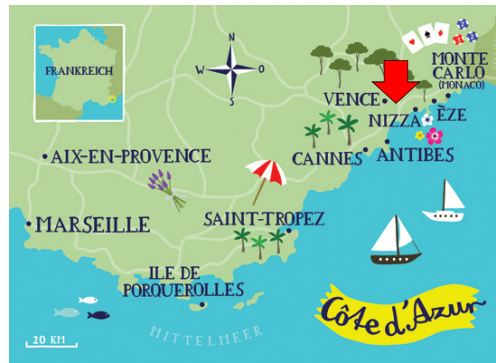 FRANKREICH
N
W
O
S
MONTE
CARLO
(MONACO)
VENCE
ÈZE
NIZZA
CANNES
ANTIBES
AIX-EN-PROVENCE
MARSEILLE
SAINT-TROPEZ
ILE DE
PORQUEROLLES
Côte d'Azur
MITTELMEER
20 KM